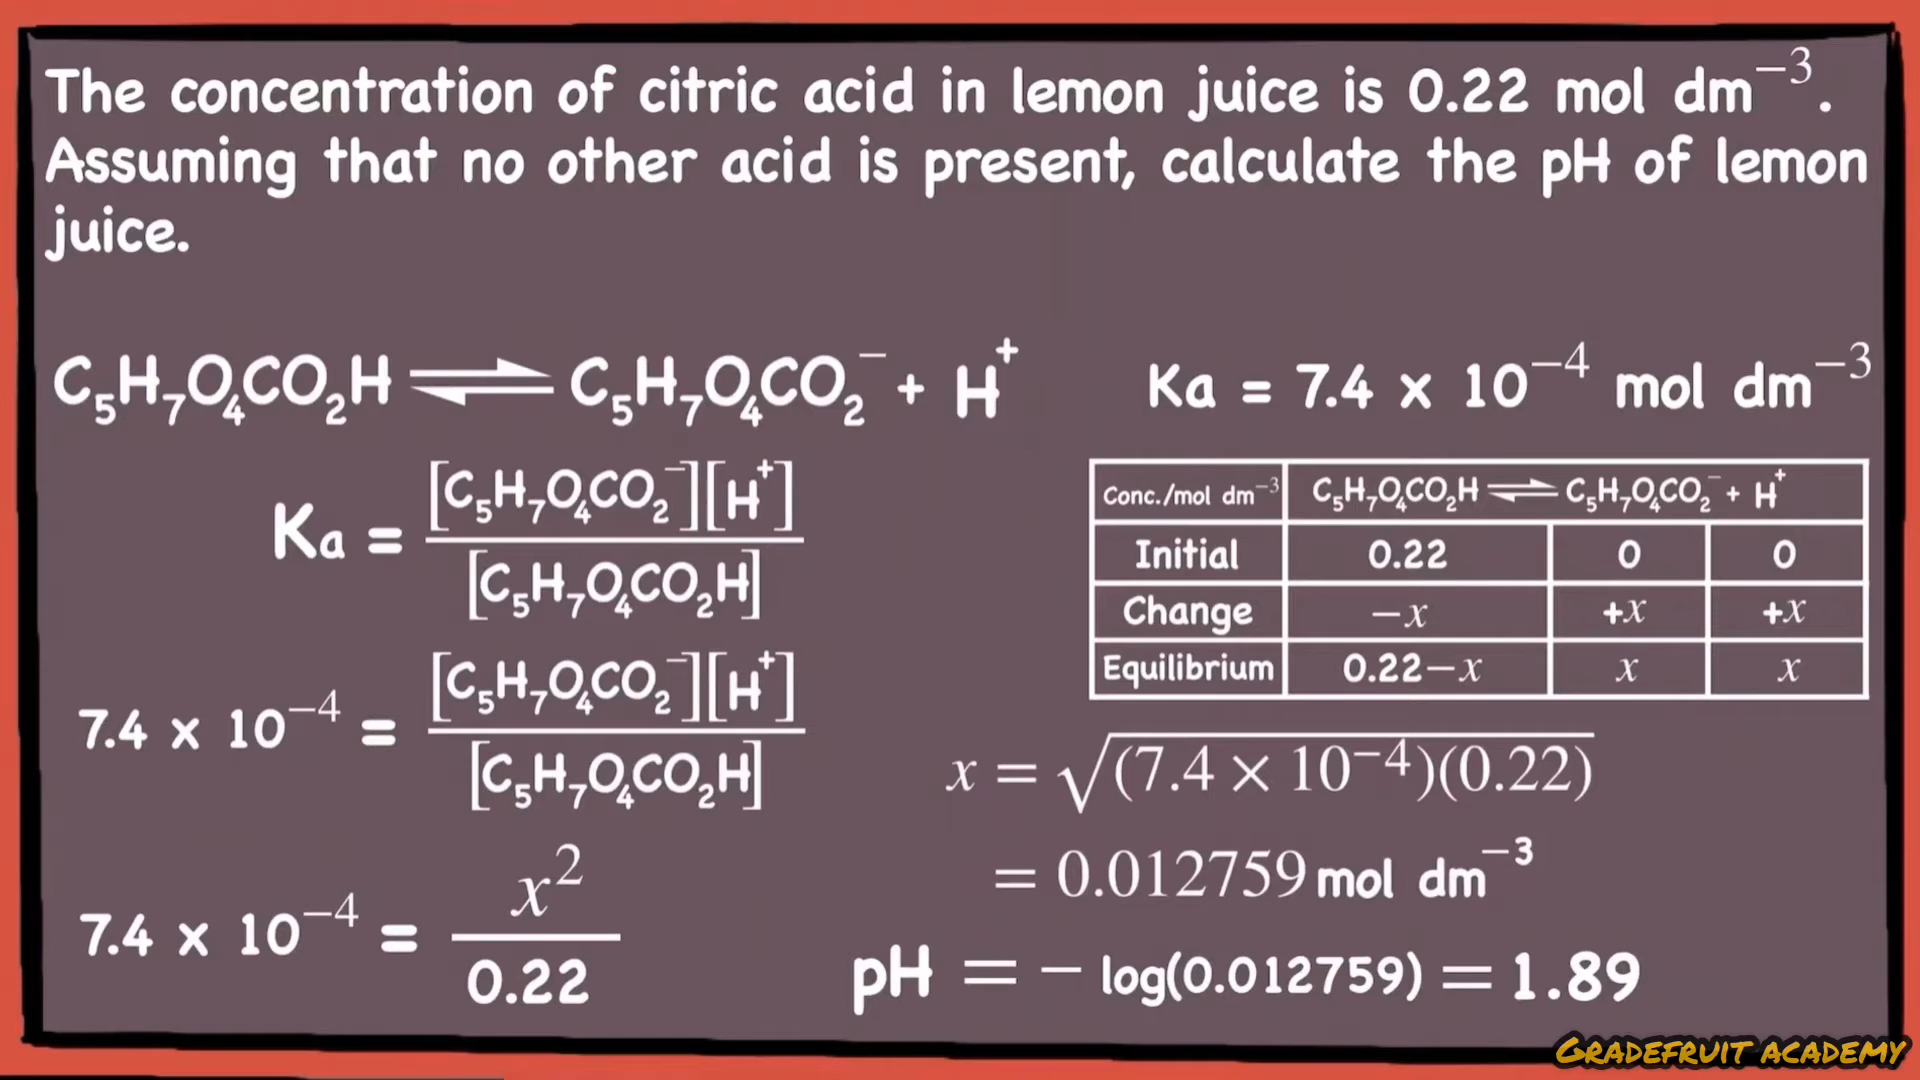 The concentration of citric acid in lemon juice is 0.22 mol dm⁻³.
Assuming that no other acid is present, calculate the pH of lemon
juice.
C₅H₇O₄CO₂H ⇌ C₅H₇O₄CO₂⁻ + H⁺
Ka = 7.4 x 10⁻⁴ mol dm⁻³
Ka = [C₅H₇O₄CO₂⁻][H⁺] / [C₅H₇O₄CO₂H]
Conc./mol dm⁻³ C₅H₇O₄CO₂H ⇌ C₅H₇O₄CO₂⁻ + H⁺
Initial 0.22 0 0
Change −x +x +x
Equilibrium 0.22−x x x
7.4 x 10⁻⁴ = [C₅H₇O₄CO₂⁻][H⁺] / [C₅H₇O₄CO₂H]
7.4 x 10⁻⁴ = x² / 0.22
x = √(7.4 × 10⁻⁴)(0.22)
= 0.012759 mol dm⁻³
pH = − log(0.012759) = 1.89
GRADEFRUIT ACADEMY